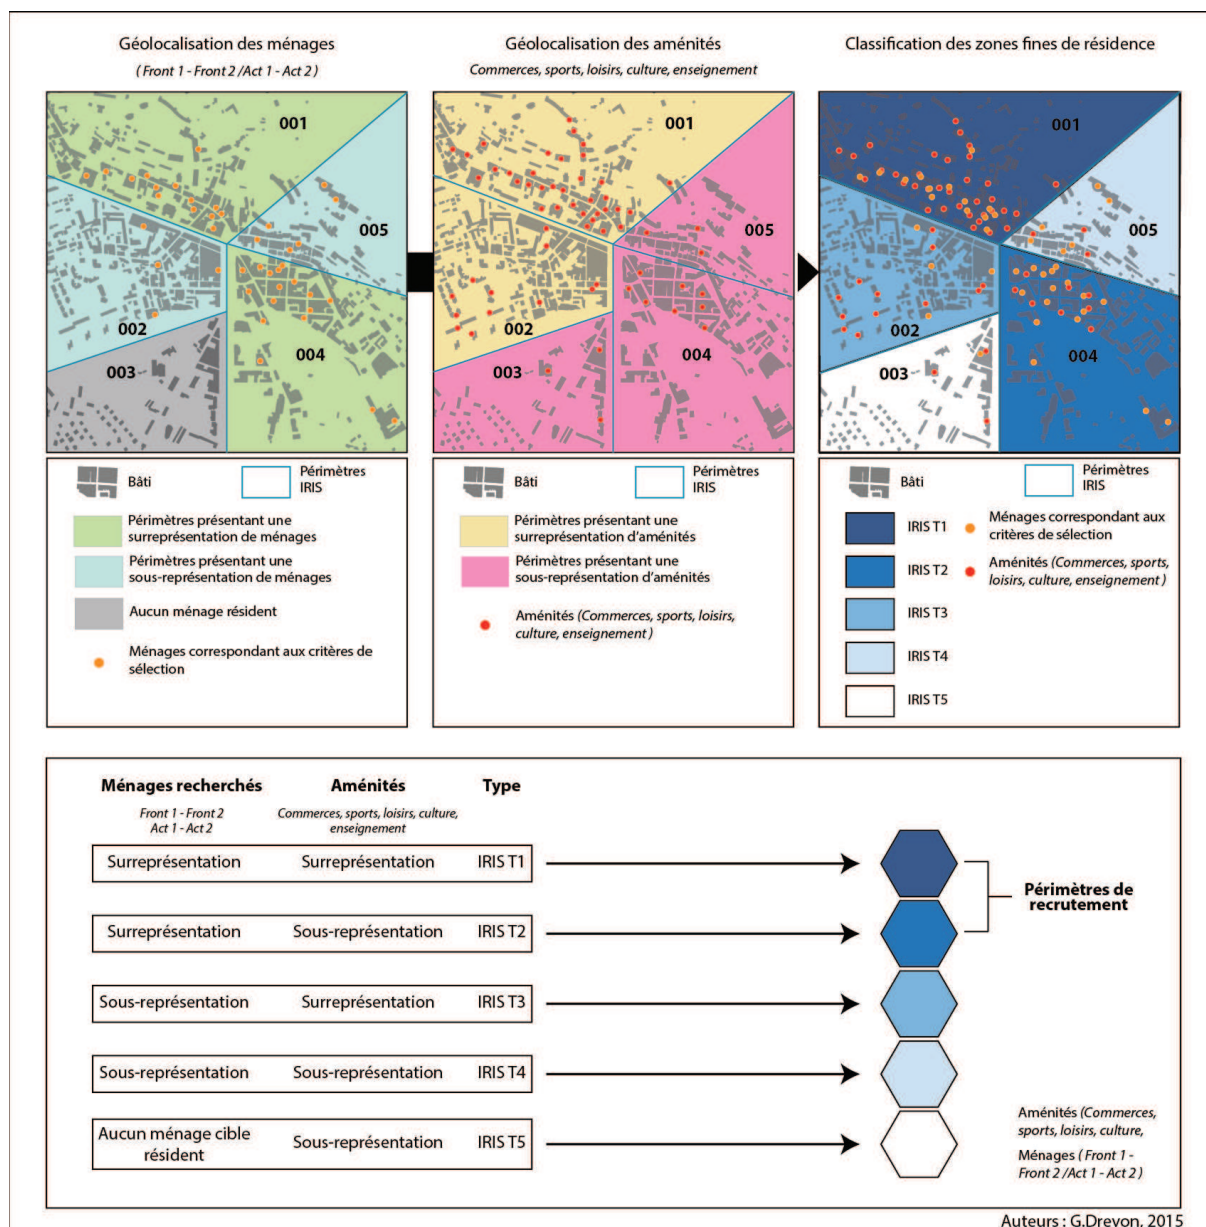 Géolocalisation des ménages
( Front 1 - Front 2 /Act 1 - Act 2 )
001
005
002
004
003
Bâti
Périmètres
IRIS
Périmètres présentant une
surreprésentation de ménages
Périmètres présentant une
sous-représentation de ménages
Aucun ménage résident
Ménages correspondant aux critères de
sélection
Géolocalisation des aménités
Commerces, sports, loisirs, culture, enseignement
001
005
002
004
003
Bâti
Périmètres
IRIS
Périmètres présentant une
surreprésentation d'aménités
Périmètres présentant une
sous-représentation d'aménités
Aménités (Commerces, sports, loisirs,
culture, enseignement )
Classification des zones fines de résidence
001
005
002
004
003
Bâti
Périmètres
IRIS
IRIS T1
IRIS T2
IRIS T3
IRIS T4
IRIS T5
Ménages correspondant aux
critères de sélection
Aménités (Commerces, sports,
loisirs, culture, enseignement )
Ménages recherchés Aménités Type
Front 1 - Front 2
Act 1 - Act 2
Commerces, sports, loisirs, culture,
enseignement
Surreprésentation Surreprésentation IRIS T1
Surreprésentation Sous-représentation IRIS T2
Sous-représentation Surreprésentation IRIS T3
Sous-représentation Sous-représentation IRIS T4
Aucun ménage cible
résident
Sous-représentation IRIS T5
Périmètres de
recrutement
Aménités (Commerces,
sports, loisirs, culture,
Ménages ( Front 1 -
Front 2 /Act 1 - Act 2 )
Auteurs : G.Drevon, 2015